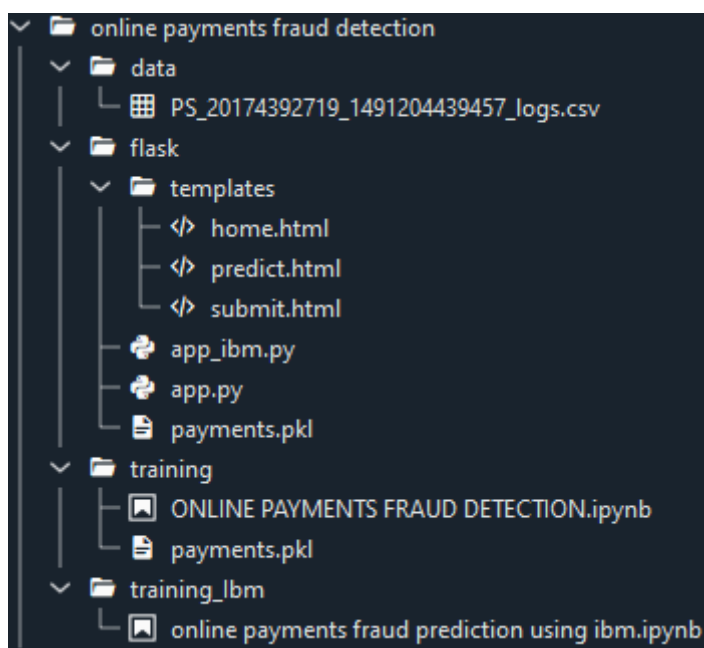 online payments fraud detection
data
PS_20174392719_1491204439457_logs.csv
flask
templates
home.html
predict.html
submit.html
app_ibm.py
app.py
payments.pkl
training
ONLINE PAYMENTS FRAUD DETECTION.ipynb
payments.pkl
training_lbm
online payments fraud prediction using ibm.ipynb